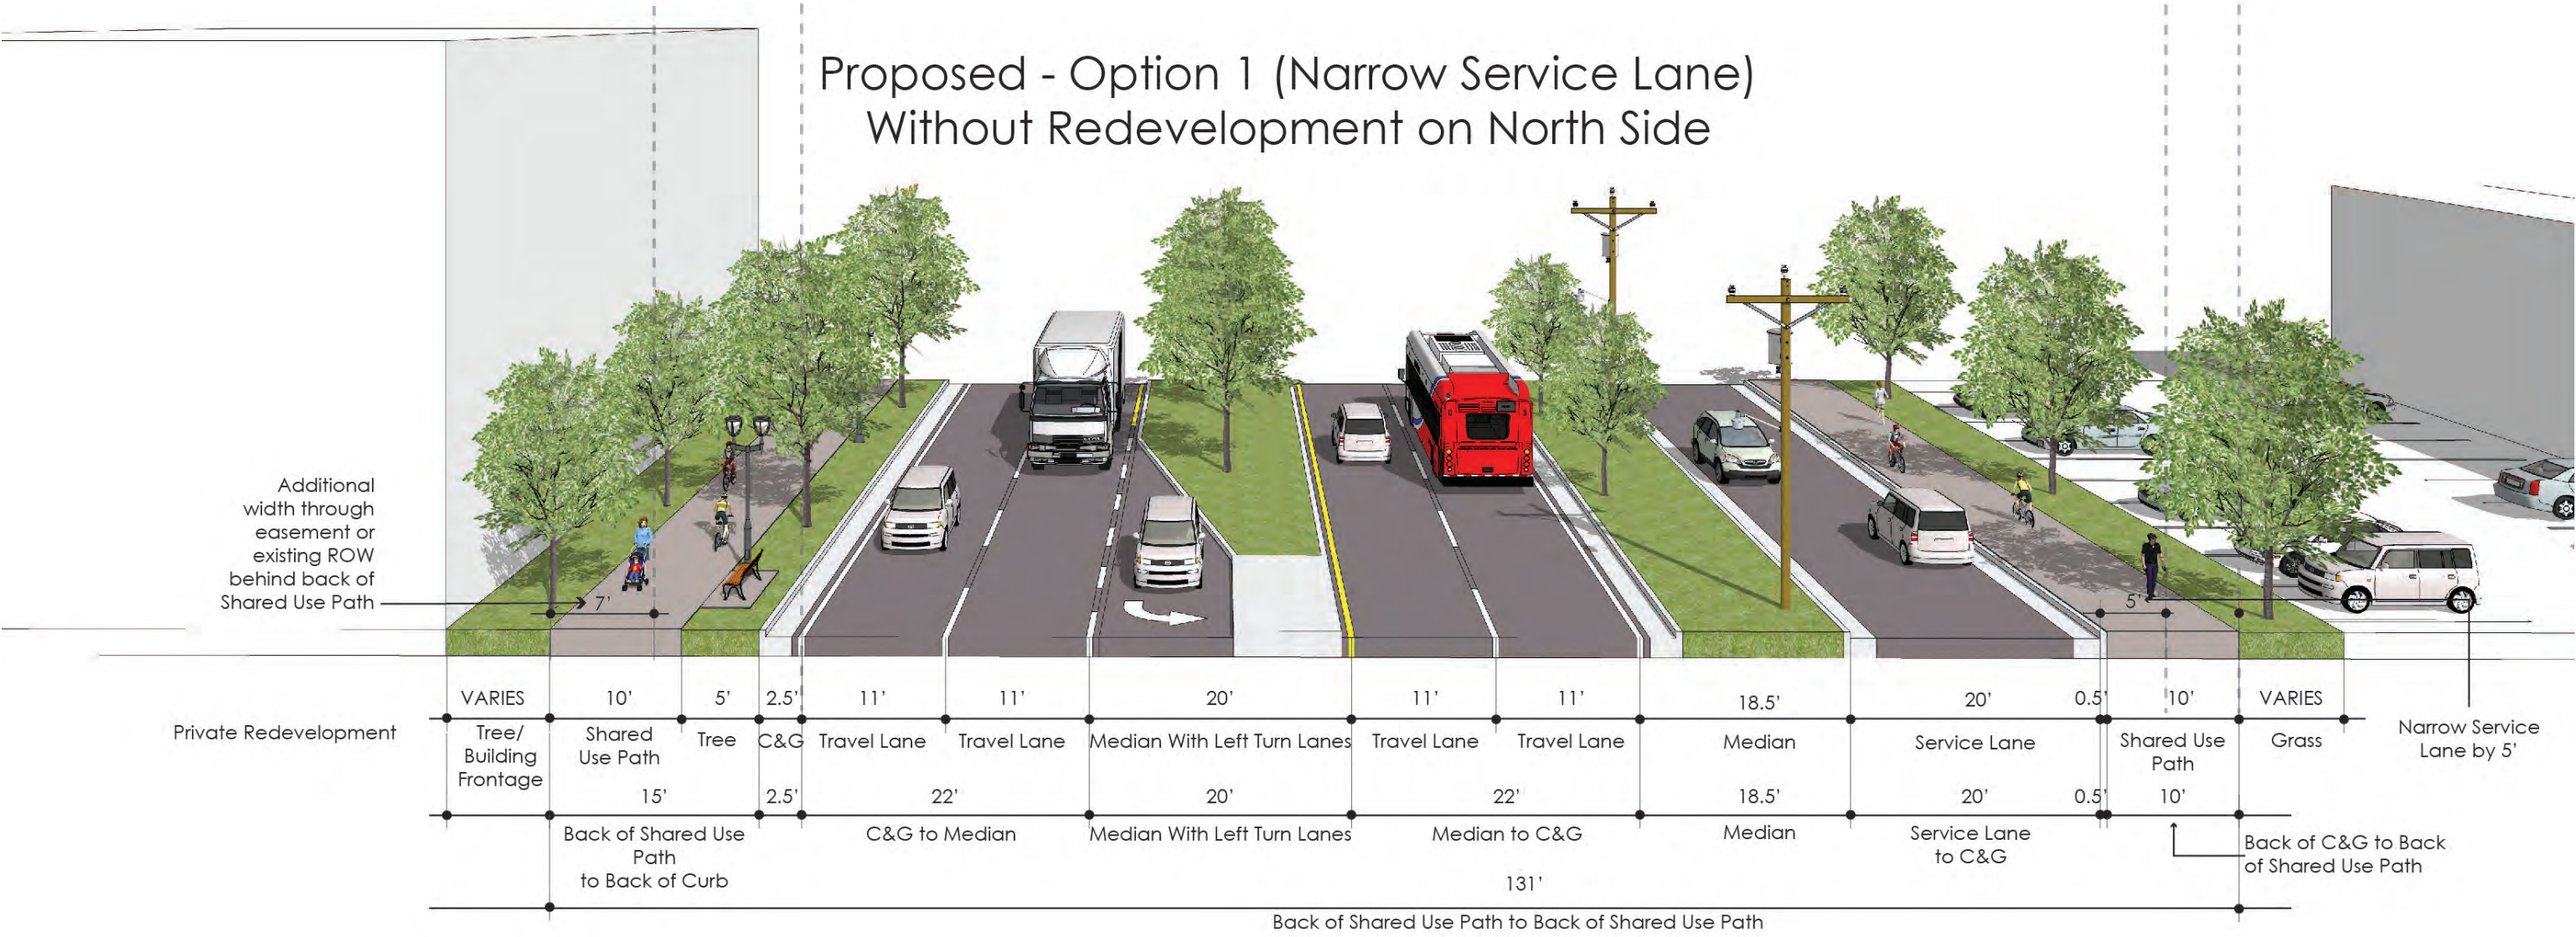 Proposed - Option 1 (Narrow Service Lane)
Without Redevelopment on North Side
Additional
width through
easement or
existing ROW
behind back of
Shared Use Path
7'
5'
VARIES 10' 5' 2.5' 11' 11' 20' 11' 11' 18.5' 20' 0.5' 10' VARIES
Private Redevelopment
Tree/
Building
Frontage
Shared
Use Path
Tree
C&G
Travel Lane
Travel Lane
Median With Left Turn Lanes
Travel Lane
Travel Lane
Median
Service Lane
Shared Use
Path
Grass
Narrow Service
Lane by 5'
15' 2.5' 22' 20' 22' 18.5' 20' 0.5' 10'
Back of Shared Use
Path
to Back of Curb
C&G to Median
Median With Left Turn Lanes
Median to C&G
Median
Service Lane
to C&G
Back of C&G to Back
of Shared Use Path
131'
Back of Shared Use Path to Back of Shared Use Path